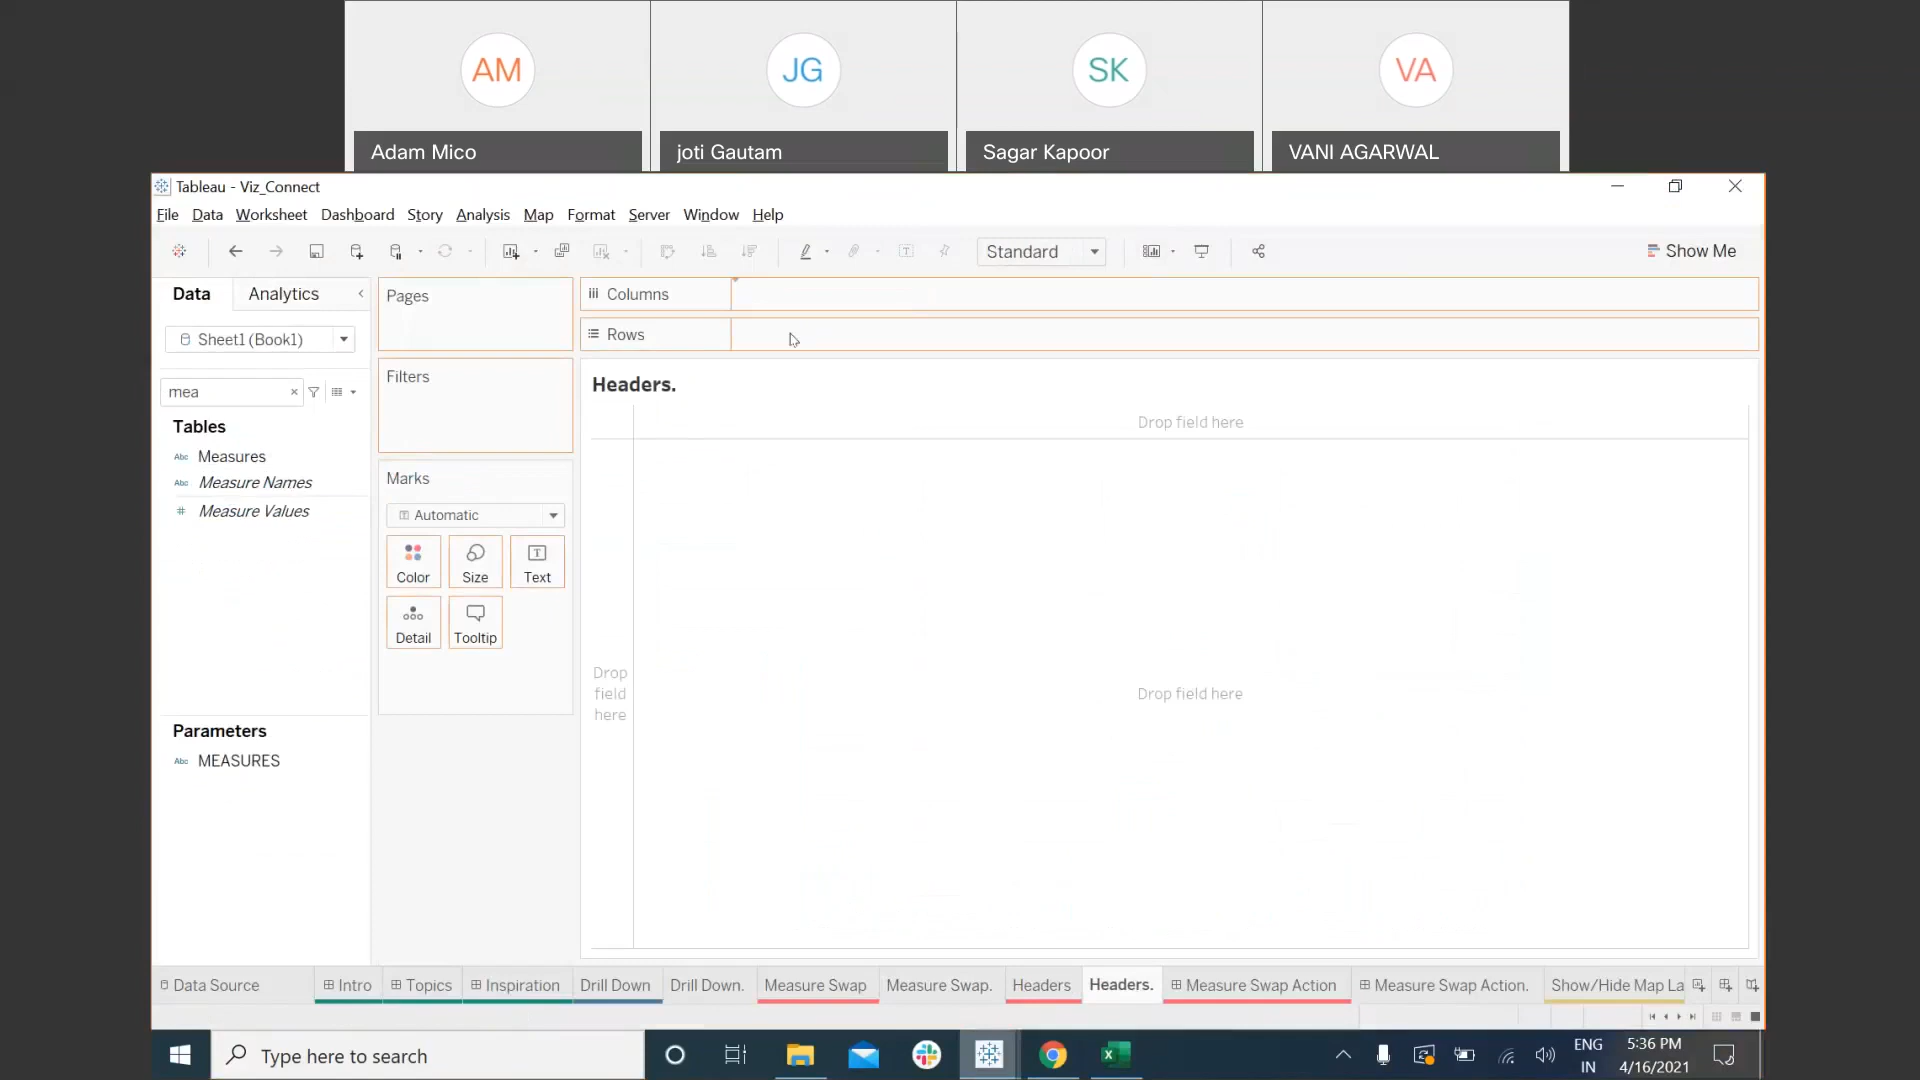 AM
JG
SK
VA
Adam Mico
joti Gautam
Sagar Kapoor
VANI AGARWAL
Tableau - Viz_Connect
File Data Worksheet Dashboard Story Analysis Map Format Server Window Help
Standard
Show Me
Data
Analytics
Pages
Columns
Rows
Sheet1 (Book1)
Filters
Headers.
mea
Tables
Drop field here
Abc Measures
Abc Measure Names
# Measure Values
Marks
Automatic
Color
Size
Text
Detail
Tooltip
Drop
field
here
Drop field here
Parameters
Abc MEASURES
Data Source
Intro
Topics
Inspiration
Drill Down
Drill Down.
Measure Swap
Measure Swap.
Headers
Headers.
Measure Swap Action
Measure Swap Action.
Show/Hide Map La
Type here to search
ENG
IN
5:36 PM
4/16/2021